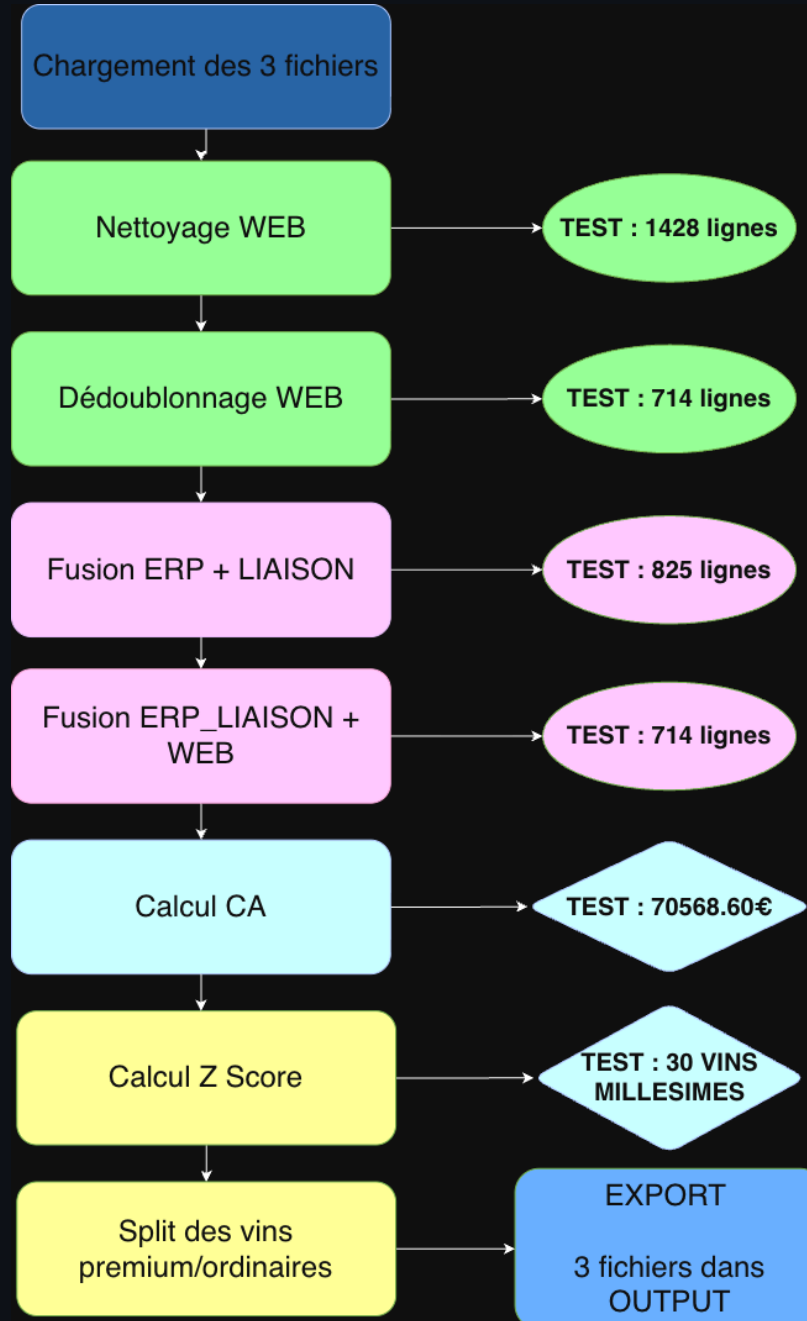 Chargement des 3 fichiers
Nettoyage WEB
TEST : 1428 lignes
Dédoublonnage WEB
TEST : 714 lignes
Fusion ERP + LIAISON
TEST : 825 lignes
Fusion ERP_LIAISON +
WEB
TEST : 714 lignes
Calcul CA
TEST : 70568.60€
Calcul Z Score
TEST : 30 VINS
MILLESIMES
Split des vins
premium/ordinaires
EXPORT
3 fichiers dans
OUTPUT